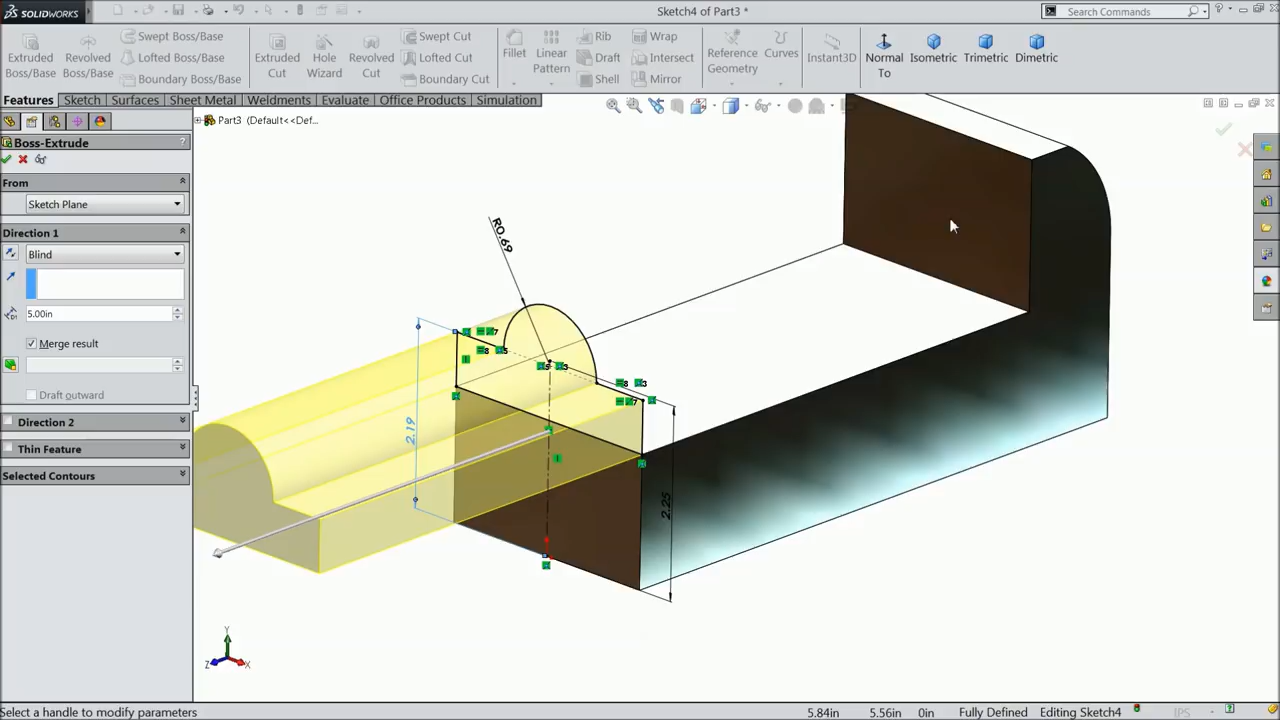 SOLIDWORKS
Sketch4 of Part3 *
Search Commands
Extruded Boss/Base
Revolved Boss/Base
Swept Boss/Base
Lofted Boss/Base
Boundary Boss/Base
Extruded Cut
Hole Wizard
Revolved Cut
Swept Cut
Lofted Cut
Boundary Cut
Fillet
Linear Pattern
Rib
Draft
Shell
Wrap
Intersect
Mirror
Reference Geometry
Curves
Instant3D
Normal To
Isometric
Trimetric
Dimetric
Features Sketch Surfaces Sheet Metal Weldments Evaluate Office Products Simulation
Part3 (Default<<Def...
Boss-Extrude
From
Sketch Plane
Direction 1
Blind
5.00in
Merge result
Draft outward
Direction 2
Thin Feature
Selected Contours
R0.69
2.19
2.25
Y
Z
X
Select a handle to modify parameters
5.84in 5.56in 0in Fully Defined Editing Sketch4 IPS